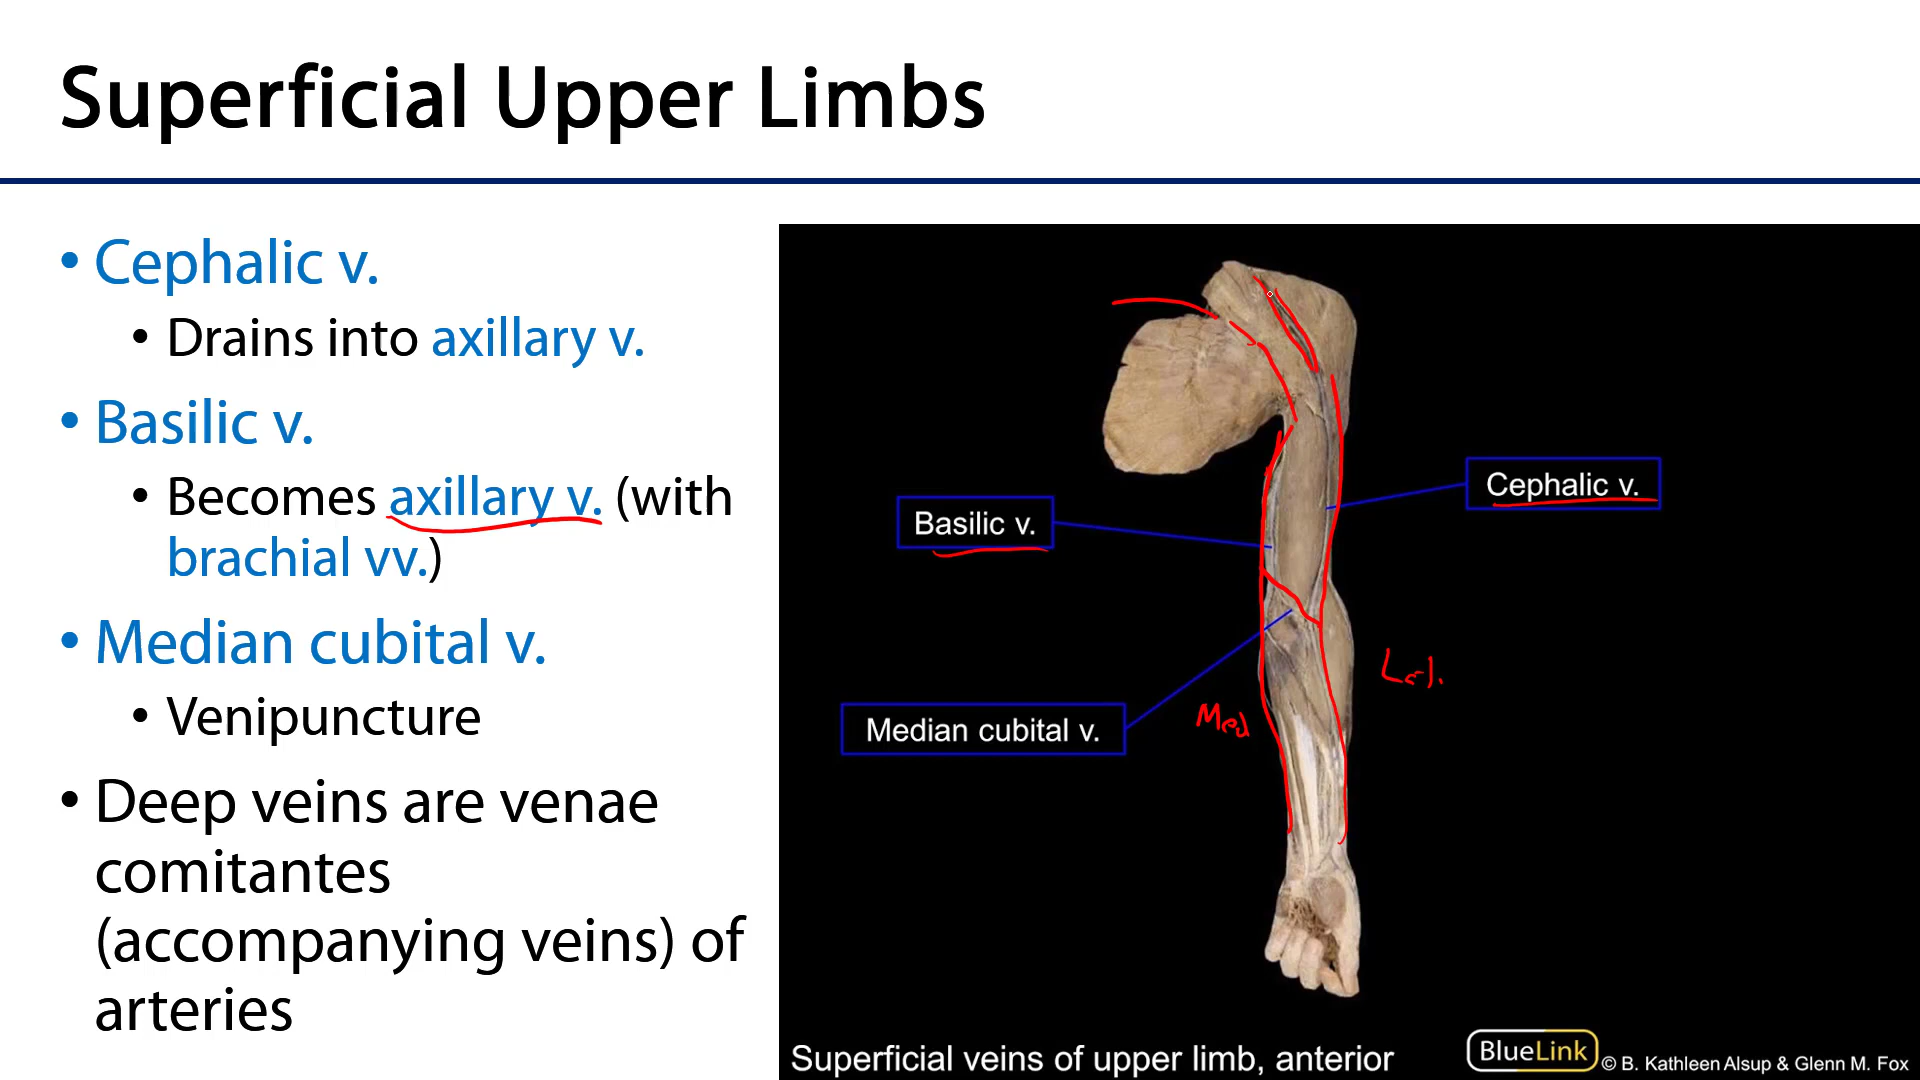 Superficial Upper Limbs
• Cephalic v.
• Drains into axillary v.
• Basilic v.
• Becomes axillary v. (with
brachial vv.)
• Median cubital v.
• Venipuncture
• Deep veins are venae
comitantes
(accompanying veins) of
arteries
Cephalic v.
Basilic v.
Lat.
Med
Median cubital v.
Superficial veins of upper limb, anterior
BlueLink © B. Kathleen Alsup & Glenn M. Fox